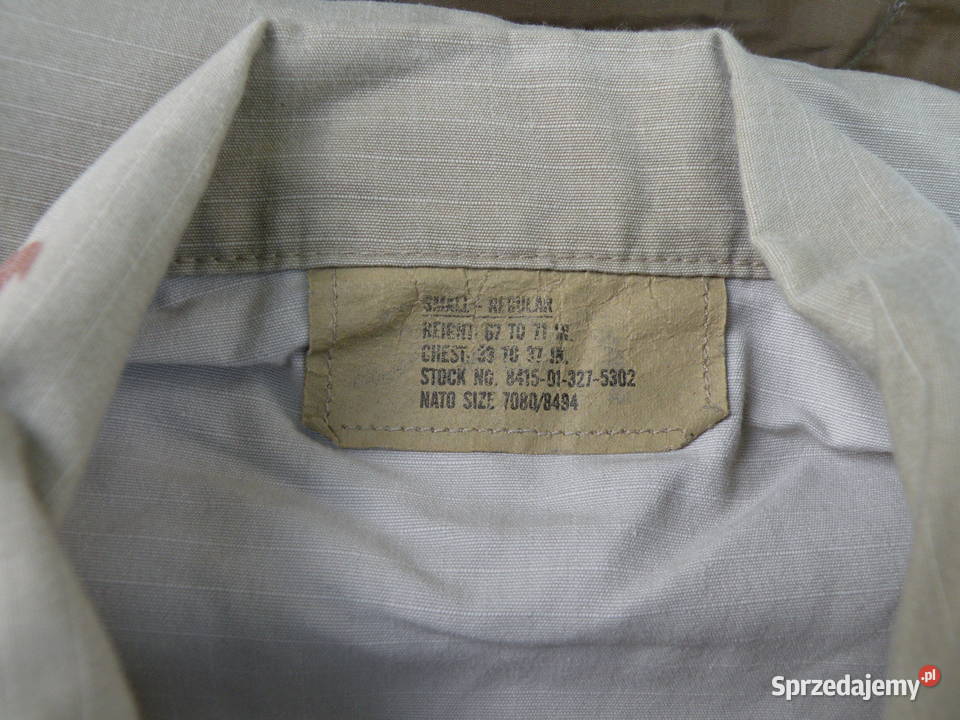 SMALL - REGULAR
HEIGHT: 67 TO 71 IN.
CHEST: 33 TO 37 IN.
STOCK NO. 8415-01-327-5302
NATO SIZE 7080/8494
Sprzedajemy.pl